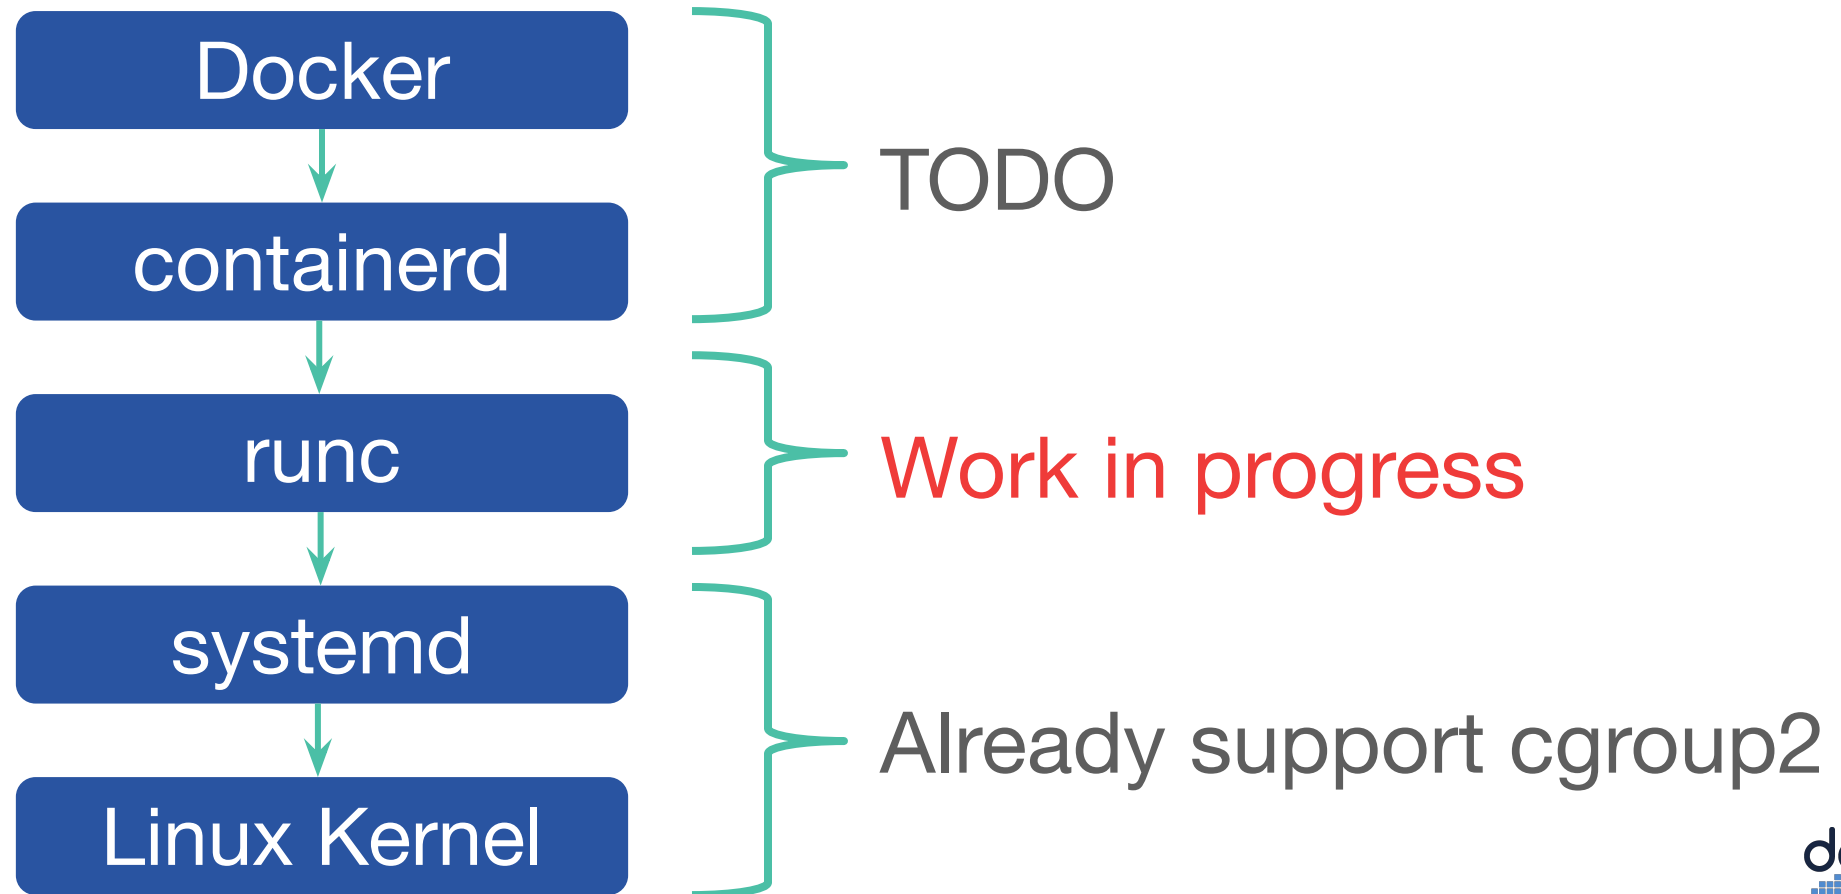 Docker
containerd
TODO
runc
Work in progress
systemd
Already support cgroup2
Linux Kernel